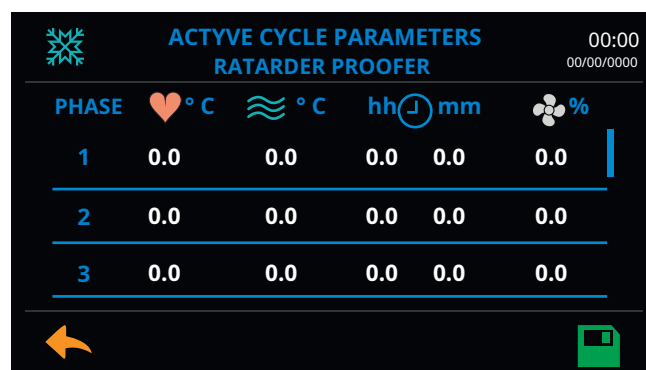 ACTYVE CYCLE PARAMETERS 00:00
RATARDER PROOFER 00/00/0000
PHASE ° C ° C hh mm %
1 0.0 0.0 0.0 0.0 0.0
2 0.0 0.0 0.0 0.0 0.0
3 0.0 0.0 0.0 0.0 0.0